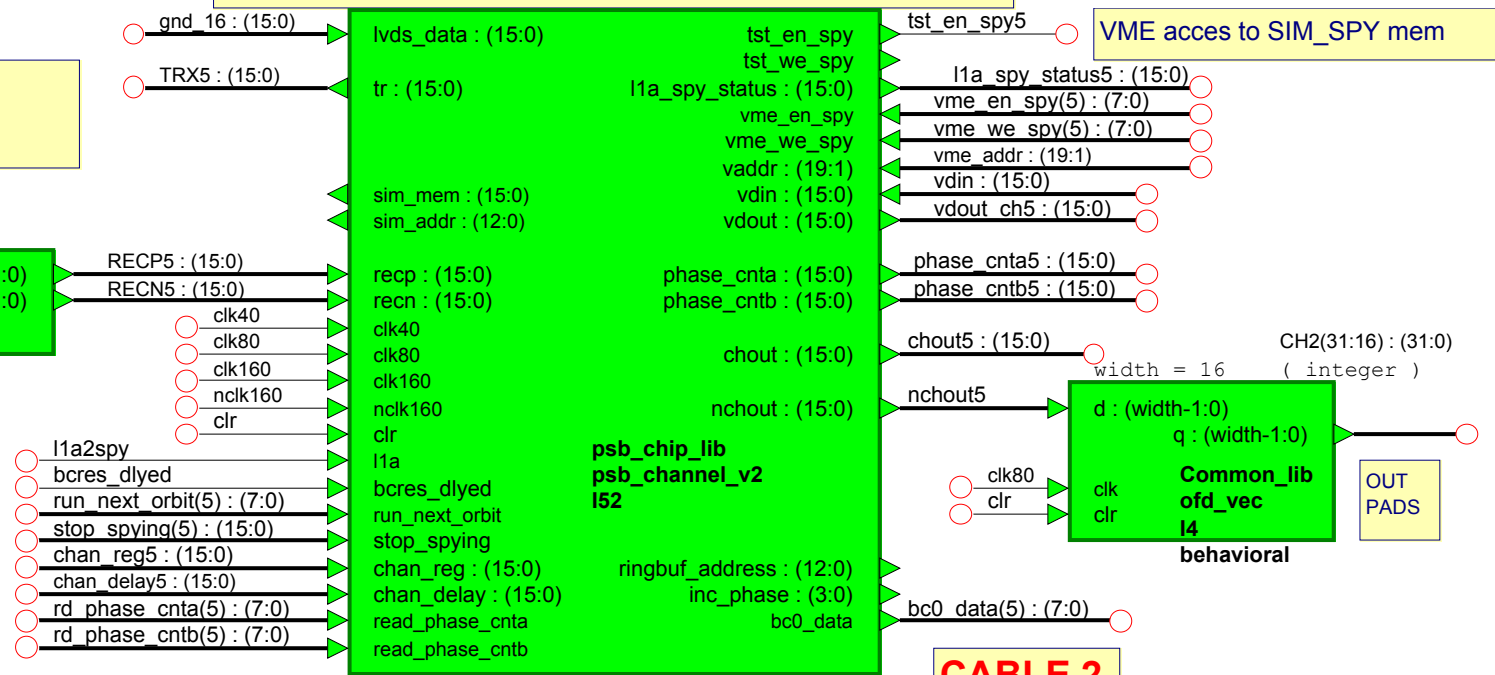 gnd_16 : (15:0)
TRX5 : (15:0)
:0)
:0)
RECP5 : (15:0)
RECN5 : (15:0)
clk40
clk80
clk160
nclk160
clr
l1a2spy
bcres_dlyed
run_next_orbit(5) : (7:0)
stop_spying(5) : (15:0)
chan_reg5 : (15:0)
chan_delay5 : (15:0)
rd_phase_cnta(5) : (7:0)
rd_phase_cntb(5) : (7:0)
lvds_data : (15:0)
tr : (15:0)
sim_mem : (15:0)
sim_addr : (12:0)
recp : (15:0)
recn : (15:0)
clk40
clk80
clk160
nclk160
clr
l1a
bcres_dlyed
run_next_orbit
stop_spying
chan_reg : (15:0)
chan_delay : (15:0)
read_phase_cnta
read_phase_cntb
tst_en_spy
tst_we_spy
l1a_spy_status : (15:0)
vme_en_spy
vme_we_spy
vaddr : (19:1)
vdin : (15:0)
vdout : (15:0)
phase_cnta : (15:0)
phase_cntb : (15:0)
chout : (15:0)
nchout : (15:0)
psb_chip_lib
psb_channel_v2
I52
ringbuf_address : (12:0)
inc_phase : (3:0)
bc0_data
tst_en_spy5
VME acces to SIM_SPY mem
l1a_spy_status5 : (15:0)
vme_en_spy(5) : (7:0)
vme_we_spy(5) : (7:0)
vme_addr : (19:1)
vdin : (15:0)
vdout_ch5 : (15:0)
phase_cnta5 : (15:0)
phase_cntb5 : (15:0)
chout5 : (15:0)
nchout5
bc0_data(5) : (7:0)
CH2(31:16) : (31:0)
width = 16 ( integer )
d : (width-1:0)
q : (width-1:0)
clk80
clr
clk
clr
Common_lib
ofd_vec
I4
behavioral
OUT
PADS
CABLE 2